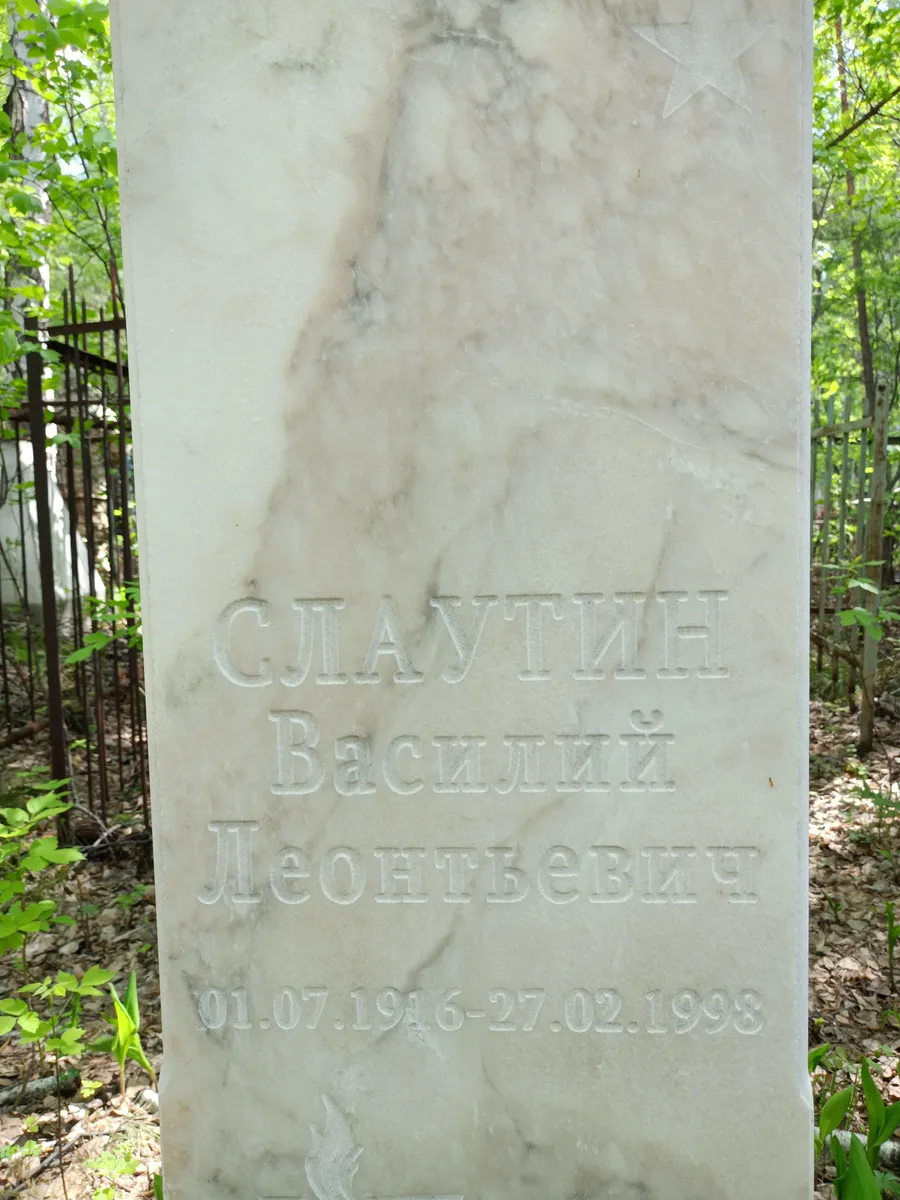 СЛАУТИН
Василий
Леонтьевич
01.07.1916-27.02.1998